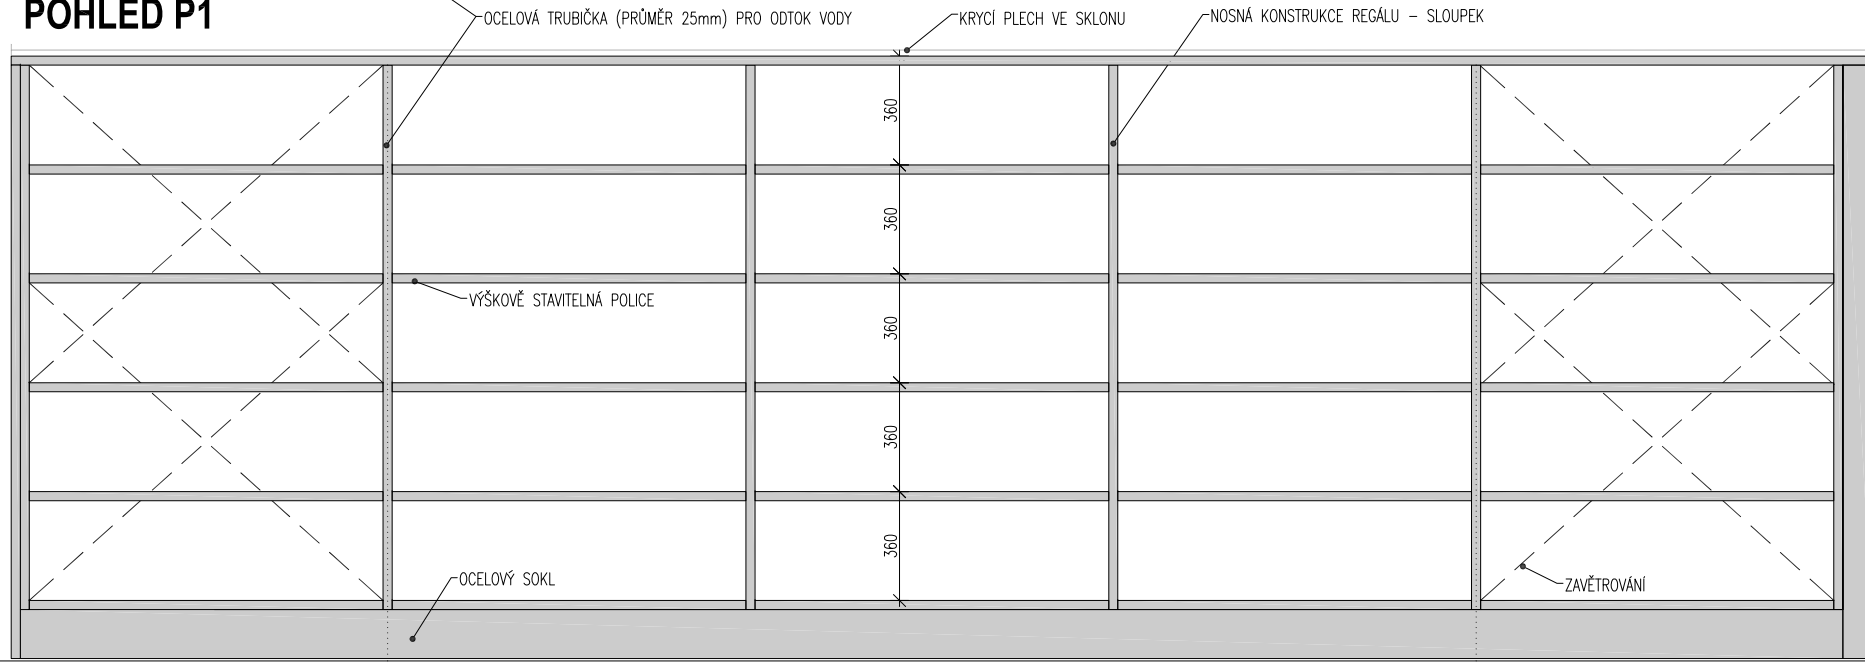 POHLED P1
OCELOVÁ TRUBIČKA (PRŮMĚR 25mm) PRO ODTOK VODY
KRYCÍ PLECH VE SKLONU
NOSNÁ KONSTRUKCE REGÁLU – SLOUPEK
360
360
VÝŠKOVĚ STAVITELNÁ POLICE
360
360
360
OCELOVÝ SOKL
ZAVĚTROVÁNÍ